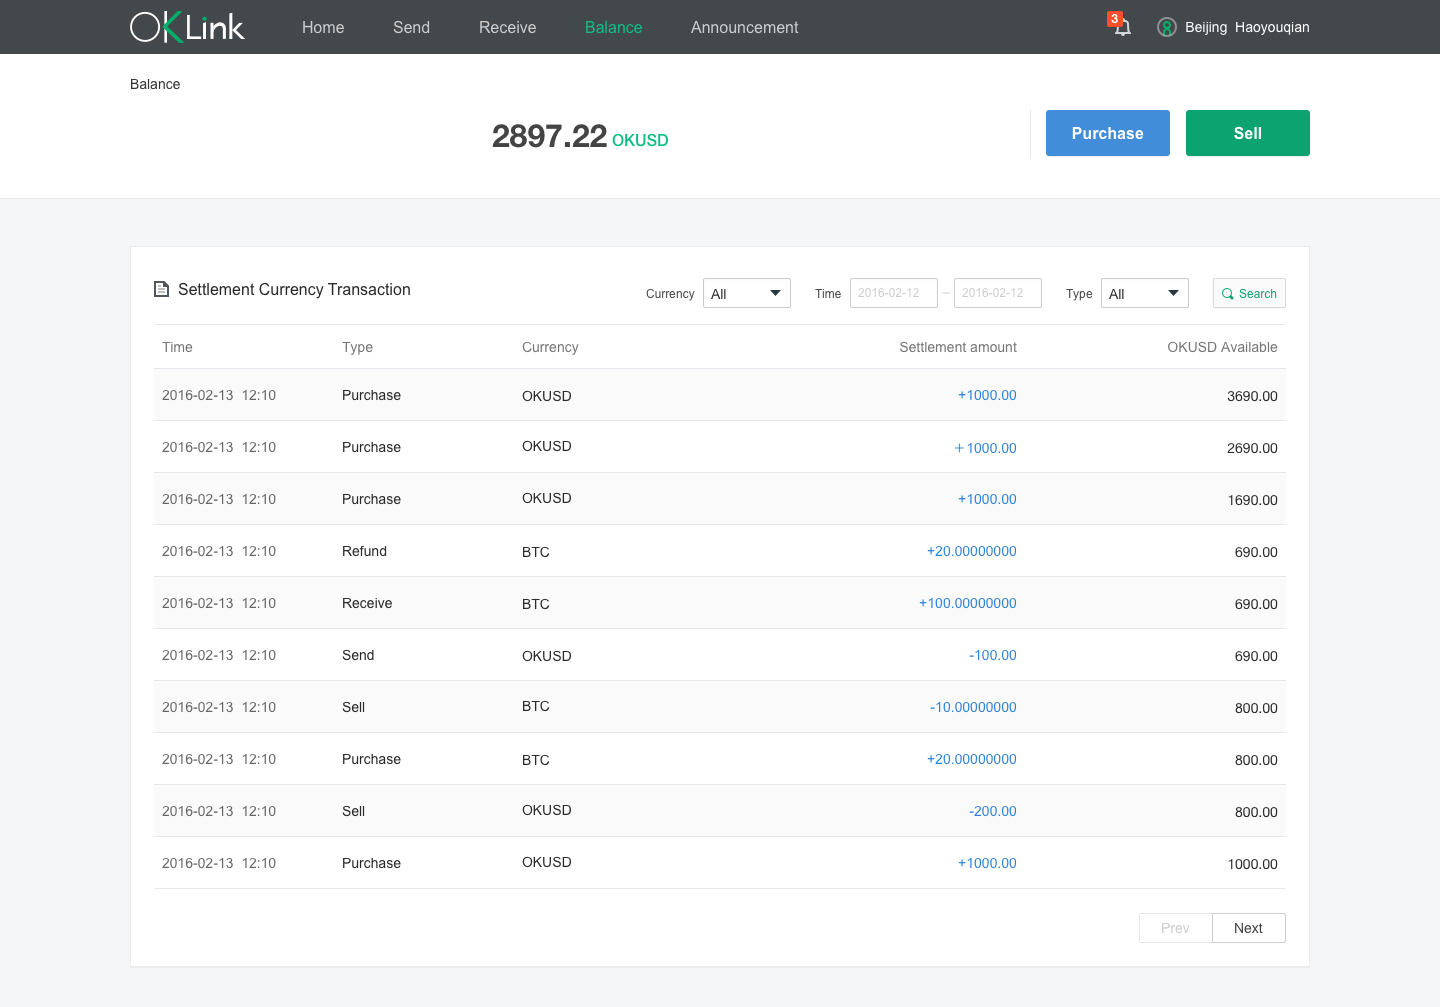 OKLink Home Send Receive Balance Announcement 3 Beijing Haoyouqian
Balance
2897.22 OKUSD
Purchase Sell
Settlement Currency Transaction Currency All Time 2016-02-12 – 2016-02-12 Type All Search
Time Type Currency Settlement amount OKUSD Available
2016-02-13 12:10 Purchase OKUSD +1000.00 3690.00
2016-02-13 12:10 Purchase OKUSD +1000.00 2690.00
2016-02-13 12:10 Purchase OKUSD +1000.00 1690.00
2016-02-13 12:10 Refund BTC +20.00000000 690.00
2016-02-13 12:10 Receive BTC +100.00000000 690.00
2016-02-13 12:10 Send OKUSD -100.00 690.00
2016-02-13 12:10 Sell BTC -10.00000000 800.00
2016-02-13 12:10 Purchase BTC +20.00000000 800.00
2016-02-13 12:10 Sell OKUSD -200.00 800.00
2016-02-13 12:10 Purchase OKUSD +1000.00 1000.00
Prev Next